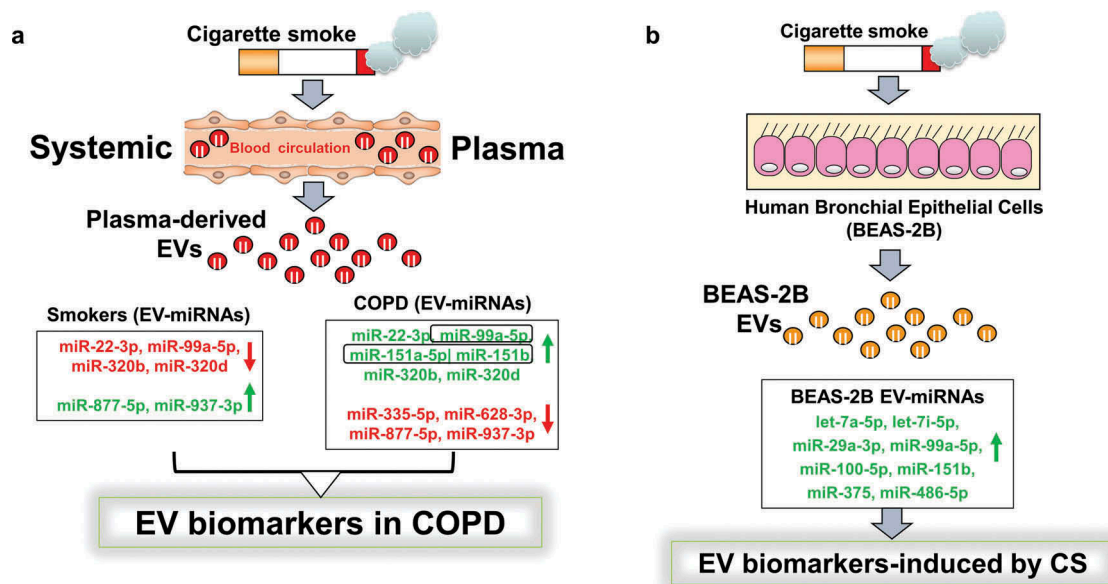 a
Cigarette smoke
Systemic
Blood circulation
Plasma
Plasma-derived
EVs
Smokers (EV-miRNAs)
miR-22-3p, miR-99a-5p,
miR-320b, miR-320d
miR-877-5p, miR-937-3p
COPD (EV-miRNAs)
miR-22-3p, miR-99a-5p,
miR-151a-5p, miR-151b,
miR-320b, miR-320d
miR-335-5p, miR-628-3p,
miR-877-5p, miR-937-3p
EV biomarkers in COPD
b
Cigarette smoke
Human Bronchial Epithelial Cells
(BEAS-2B)
BEAS-2B
EVs
BEAS-2B EV-miRNAs
let-7a-5p, let-7i-5p,
miR-29a-3p, miR-99a-5p,
miR-100-5p, miR-151b,
miR-375, miR-486-5p
EV biomarkers-induced by CS